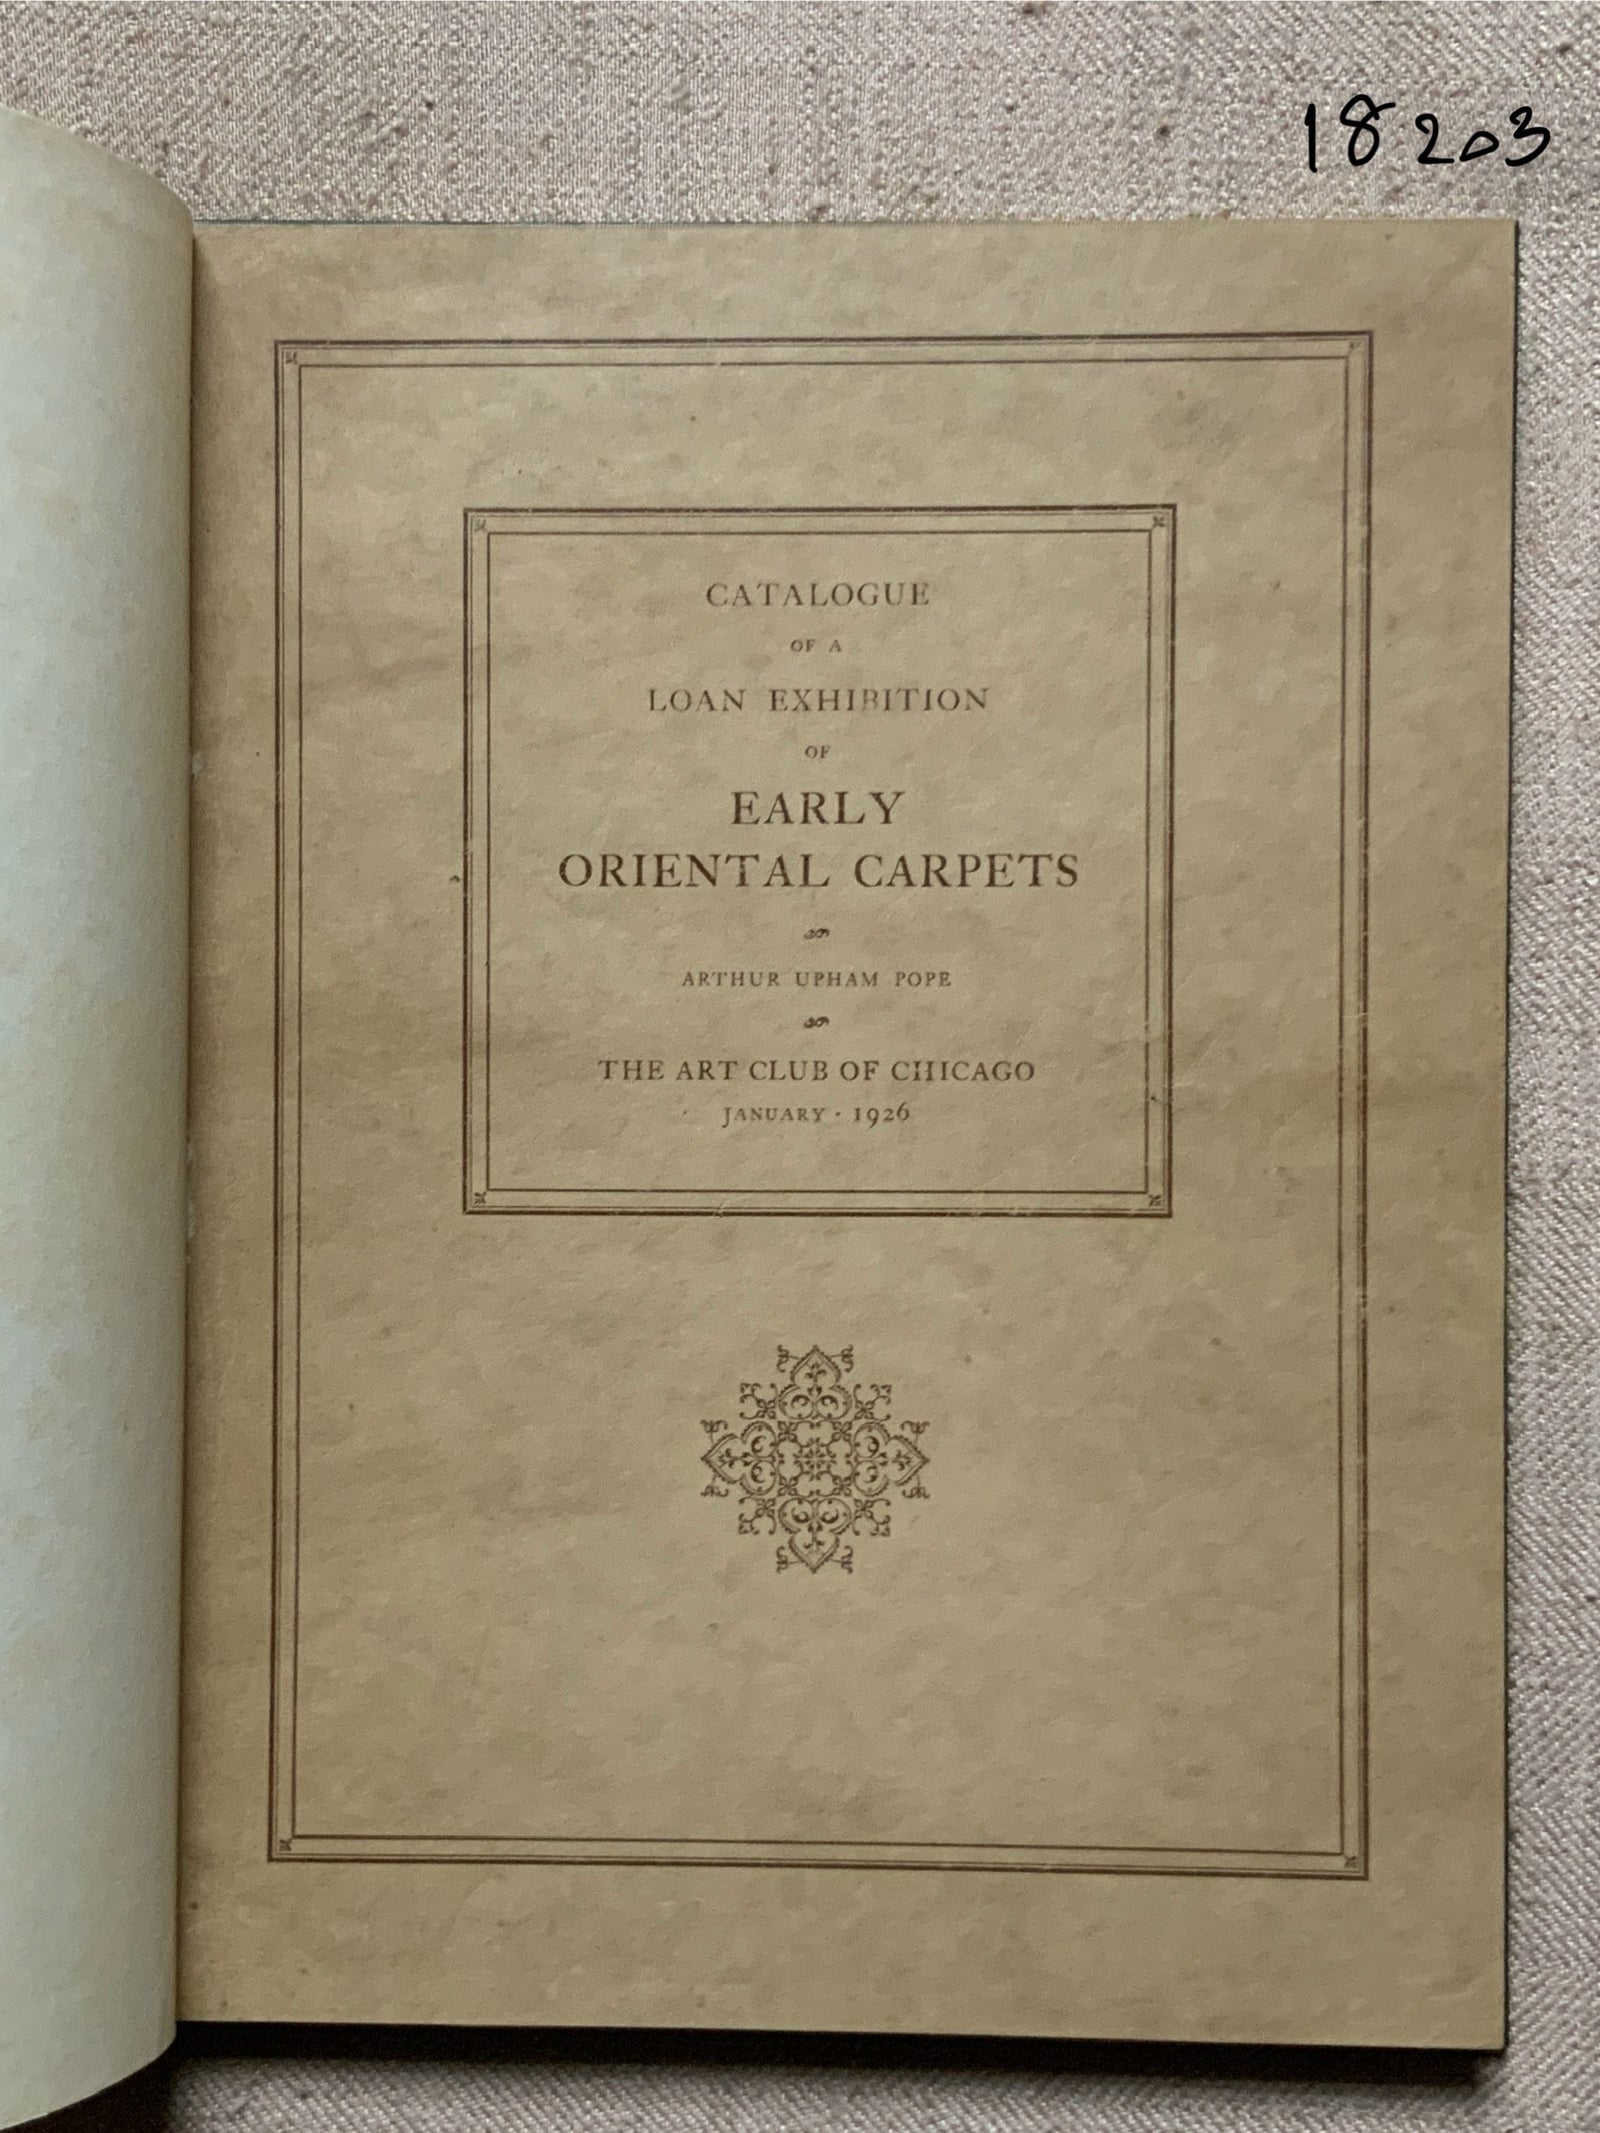 18203
CATALOGUE
OF A
LOAN EXHIBITION
OF
EARLY
ORIENTAL CARPETS
ARTHUR UPHAM POPE
THE ART CLUB OF CHICAGO
JANUARY · 1926